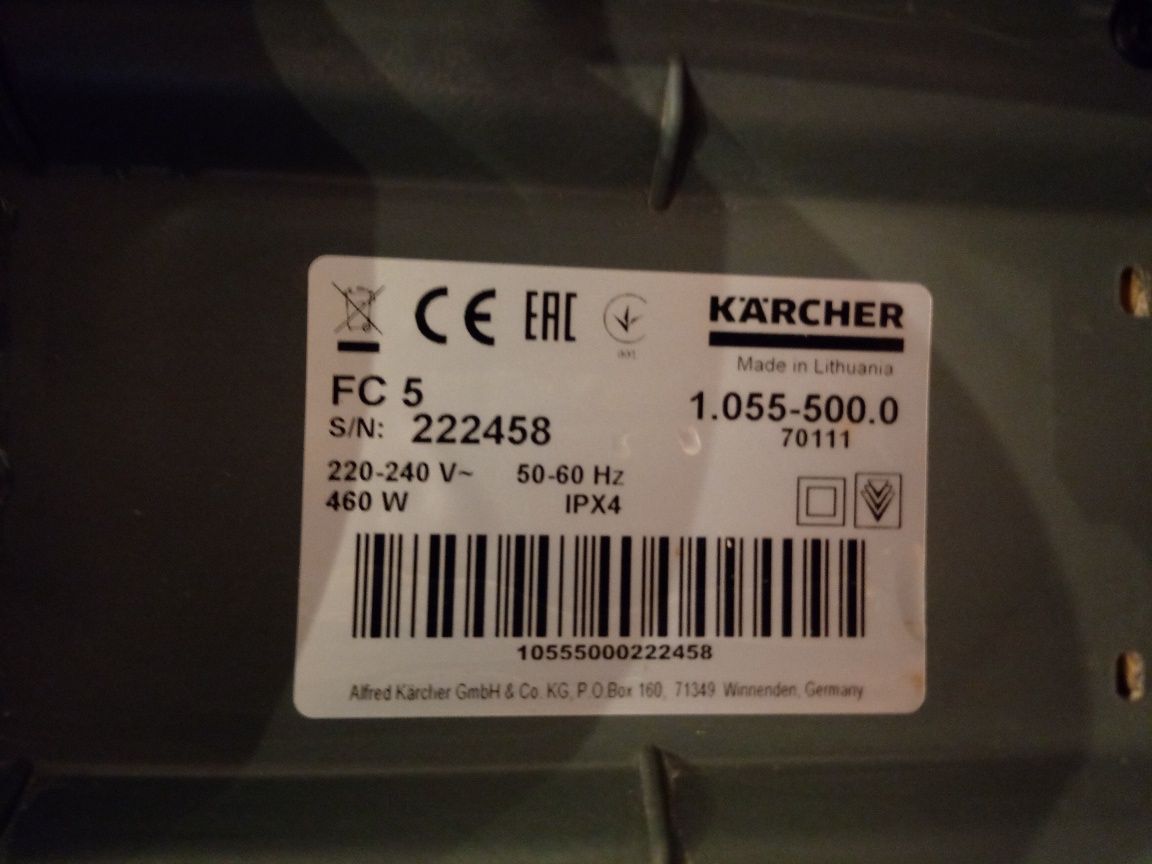 CE EAC KÄRCHER
Made in Lithuania
FC 5
1.055-500.0
S/N: 222458
70111
220-240 V~ 50-60 Hz
460 W IPX4
10555000222458
Alfred Kärcher GmbH & Co. KG, P.O.Box 160, 71349 Winnenden, Germany